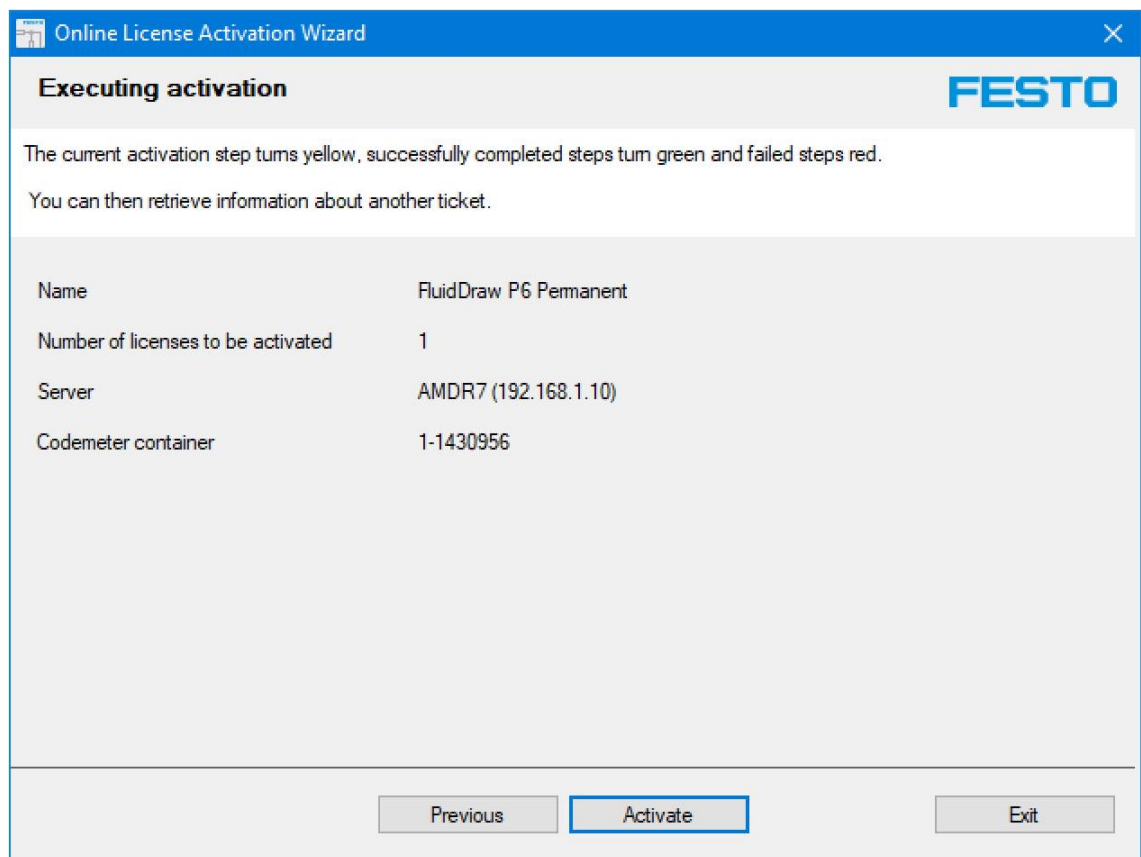 Online License Activation Wizard
Executing activation
FESTO
The current activation step turns yellow, successfully completed steps turn green and failed steps red.
You can then retrieve information about another ticket.
Name FluidDraw P6 Permanent
Number of licenses to be activated 1
Server AMDR7 (192.168.1.10)
Codemeter container 1-1430956
Previous Activate Exit